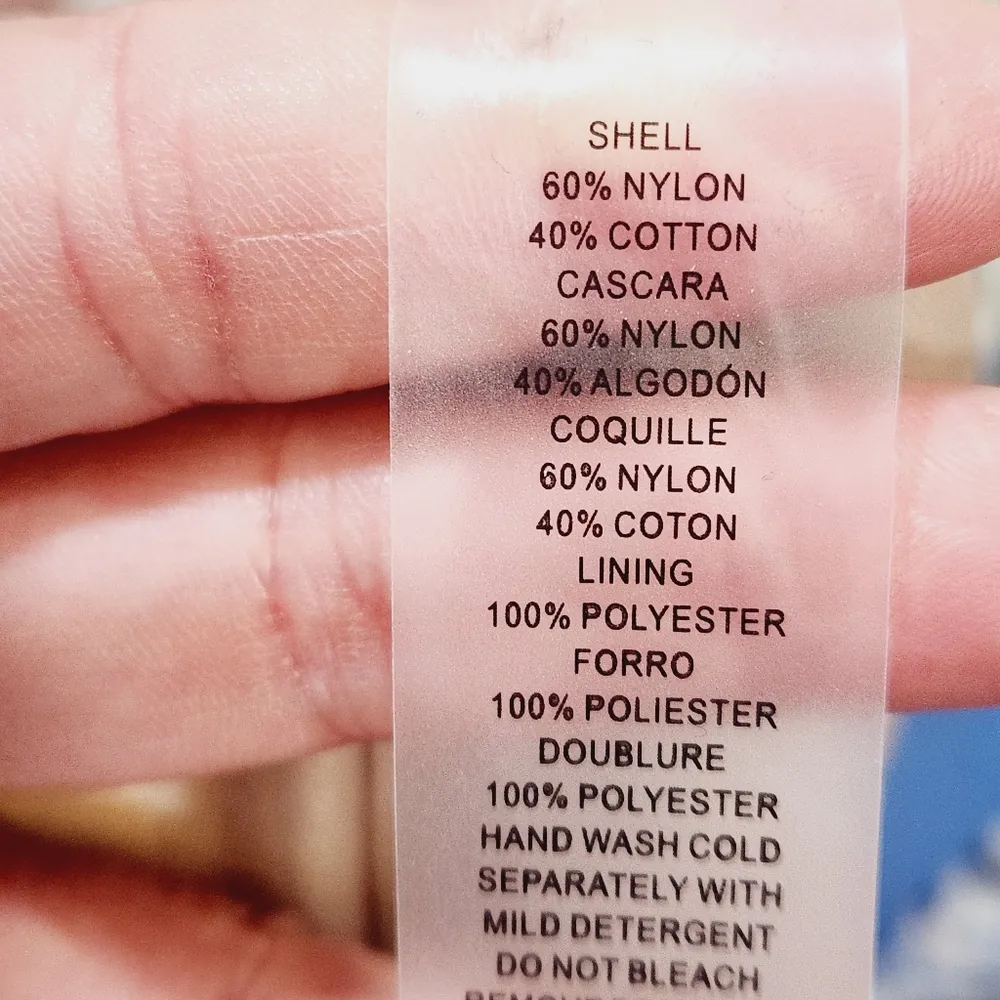 SHELL
60% NYLON
40% COTTON
CASCARA
60% NYLON
40% ALGODÓN
COQUILLE
60% NYLON
40% COTON
LINING
100% POLYESTER
FORRO
100% POLIESTER
DOUBLURE
100% POLYESTER
HAND WASH COLD
SEPARATELY WITH
MILD DETERGENT
DO NOT BLEACH